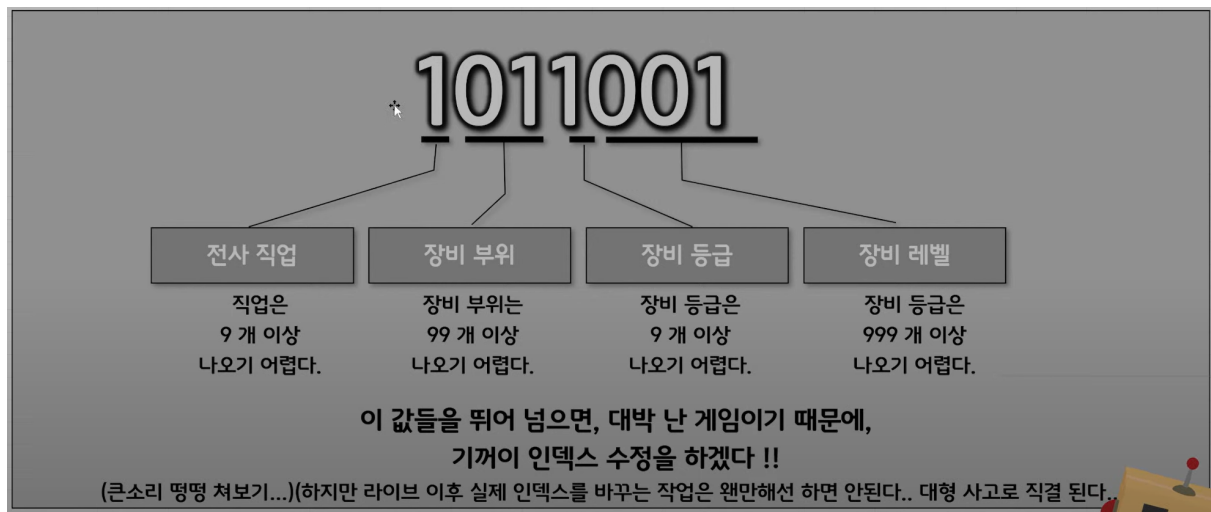 1011001
전사 직업 장비 부위 장비 등급 장비 레벨
직업은 장비 부위는 장비 등급은 장비 등급은
9 개 이상 99 개 이상 9 개 이상 999 개 이상
나오기 어렵다. 나오기 어렵다. 나오기 어렵다. 나오기 어렵다.
이 값들을 뛰어 넘으면, 대박 난 게임이기 때문에,
기꺼이 인덱스 수정을 하겠다 !!
(큰소리 떵떵 쳐보기...)(하지만 라이브 이후 실제 인덱스를 바꾸는 작업은 왠만해선 하면 안된다.. 대형 사고로 직결 된다..